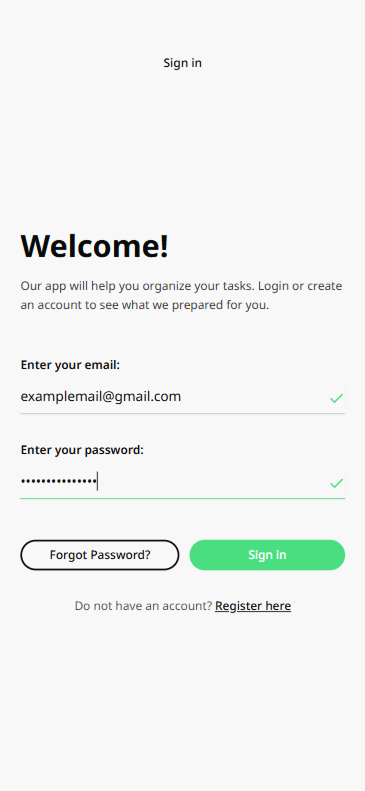 Sign in
Welcome!
Our app will help you organize your tasks. Login or create
an account to see what we prepared for you.
Enter your email:
examplemail@gmail.com
Enter your password:
•••••••••••••••
Forgot Password?
Sign in
Do not have an account? Register here